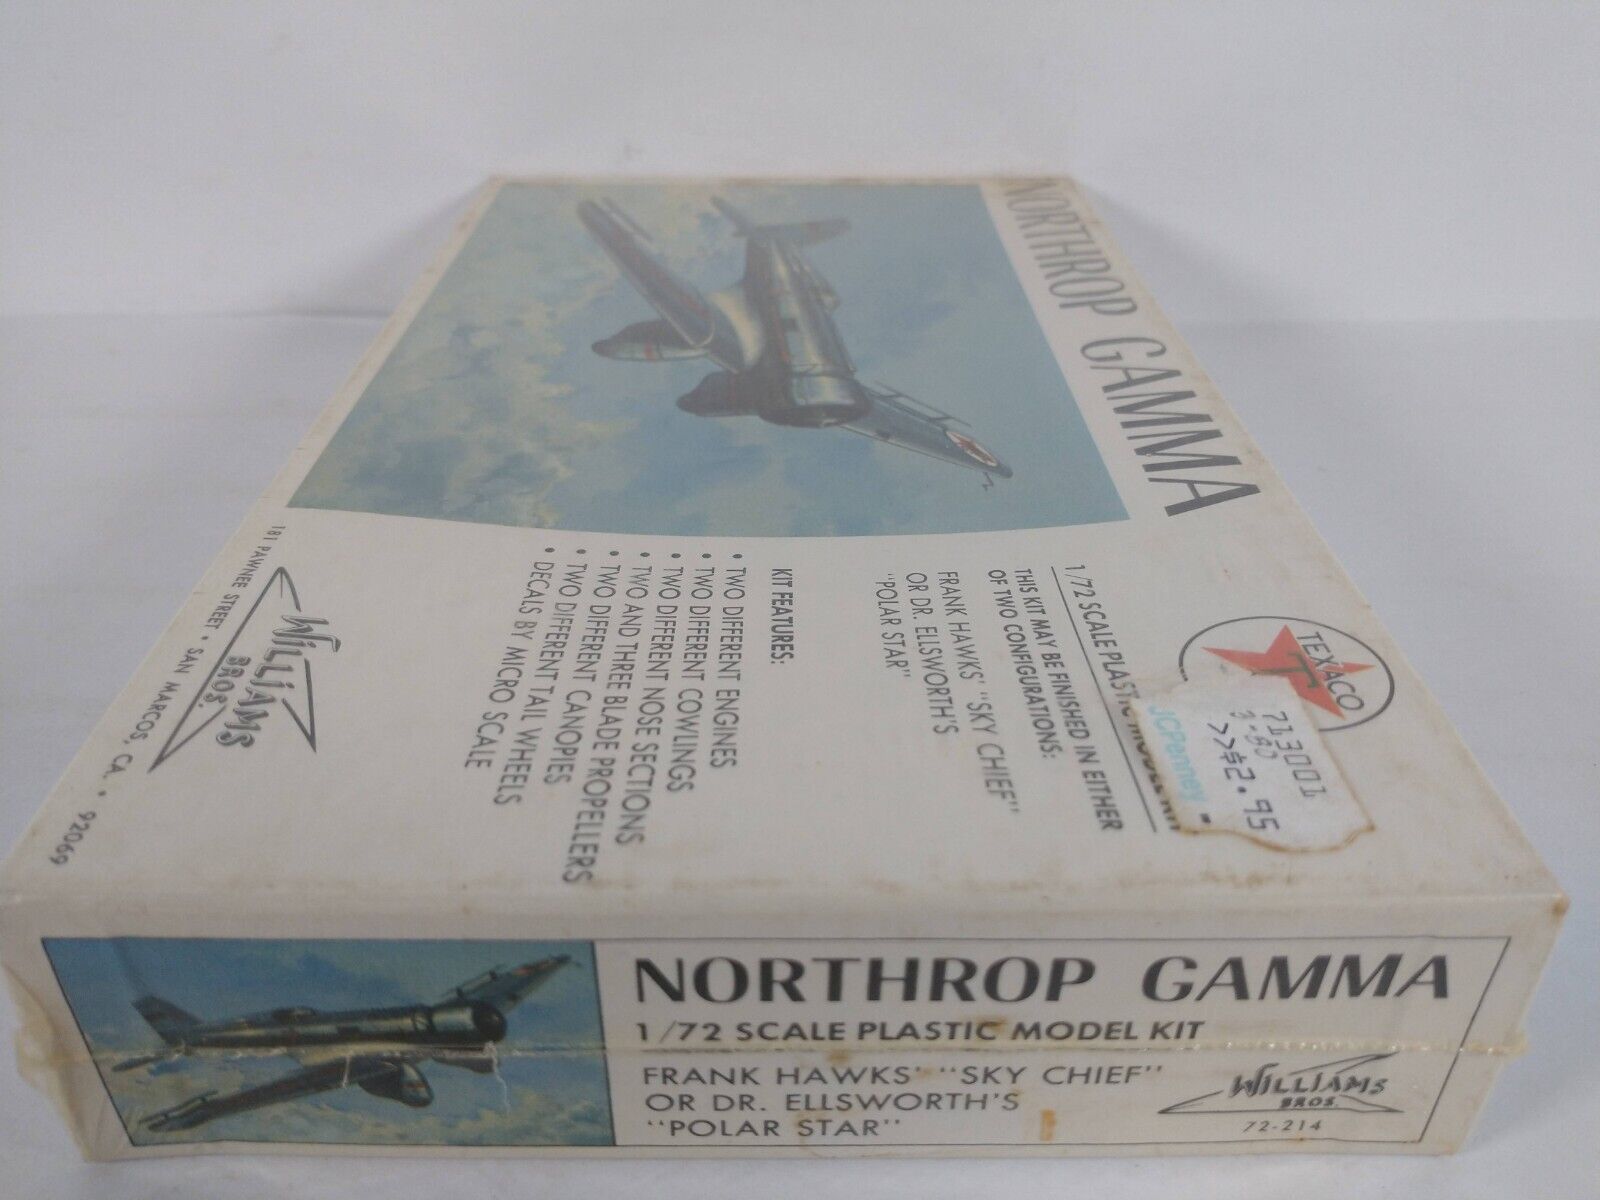 NORTHROP GAMMA
TEXACO
T
1/72 SCALE PLASTIC MODEL KIT
JCPenney
713001
3.80
>>$2.95
THIS KIT MAY BE FINISHED IN EITHER
OF TWO CONFIGURATIONS:
FRANK HAWKS' "SKY CHIEF"
OR DR. ELLSWORTH'S
"POLAR STAR"
KIT FEATURES:
• TWO DIFFERENT ENGINES
• TWO DIFFERENT COWLINGS
• TWO DIFFERENT NOSE SECTIONS
• TWO AND THREE BLADE PROPELLERS
• TWO DIFFERENT CANOPIES
• TWO DIFFERENT TAIL WHEELS
• DECALS BY MICRO SCALE
WILLIAMS
BROS.
181 PAWNEE STREET • SAN MARCOS, CA. • 92069
NORTHROP GAMMA
1/72 SCALE PLASTIC MODEL KIT
FRANK HAWKS' "SKY CHIEF"
OR DR. ELLSWORTH'S
"POLAR STAR"
WILLIAMS
BROS.
72-214